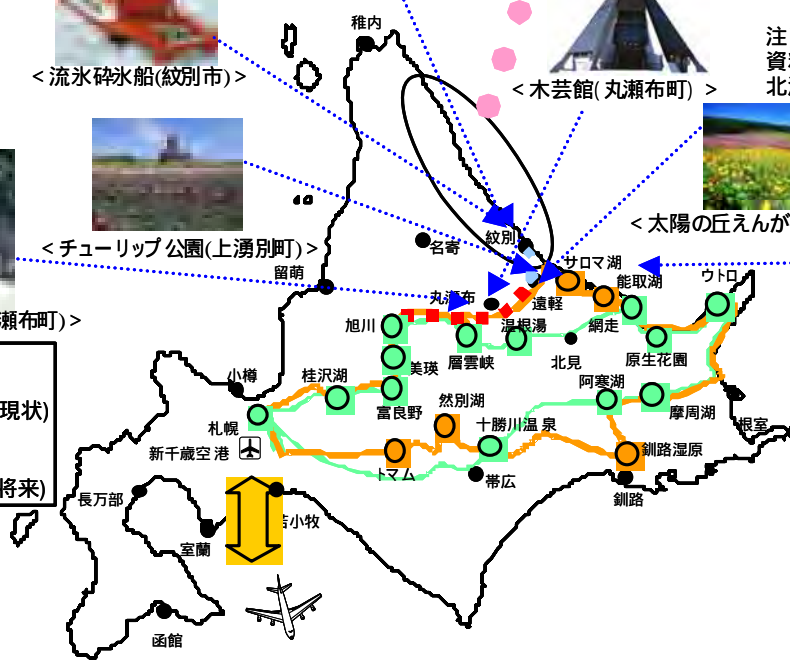 稚内
注
資料
北海
<流氷砕氷船(紋別市)>
<木芸館(丸瀬布町) >
<チューリップ公園(上湧別町)>
<太陽の丘えんが
名寄
紋別
留萌
サロマ湖
能取湖
ウトロ
丸瀬布
遠軽
瀬布町)>
旭川
温根湯
網走
層雲峡
北見
原生花園
美瑛
小樽
桂沢湖
阿寒湖
現状)
富良野
然別湖
摩周湖
札幌
十勝川温泉
根室
新千歳空港
釧路湿原
トマム
帯広
将来)
長万部
釧路
苫小牧
室蘭
函館